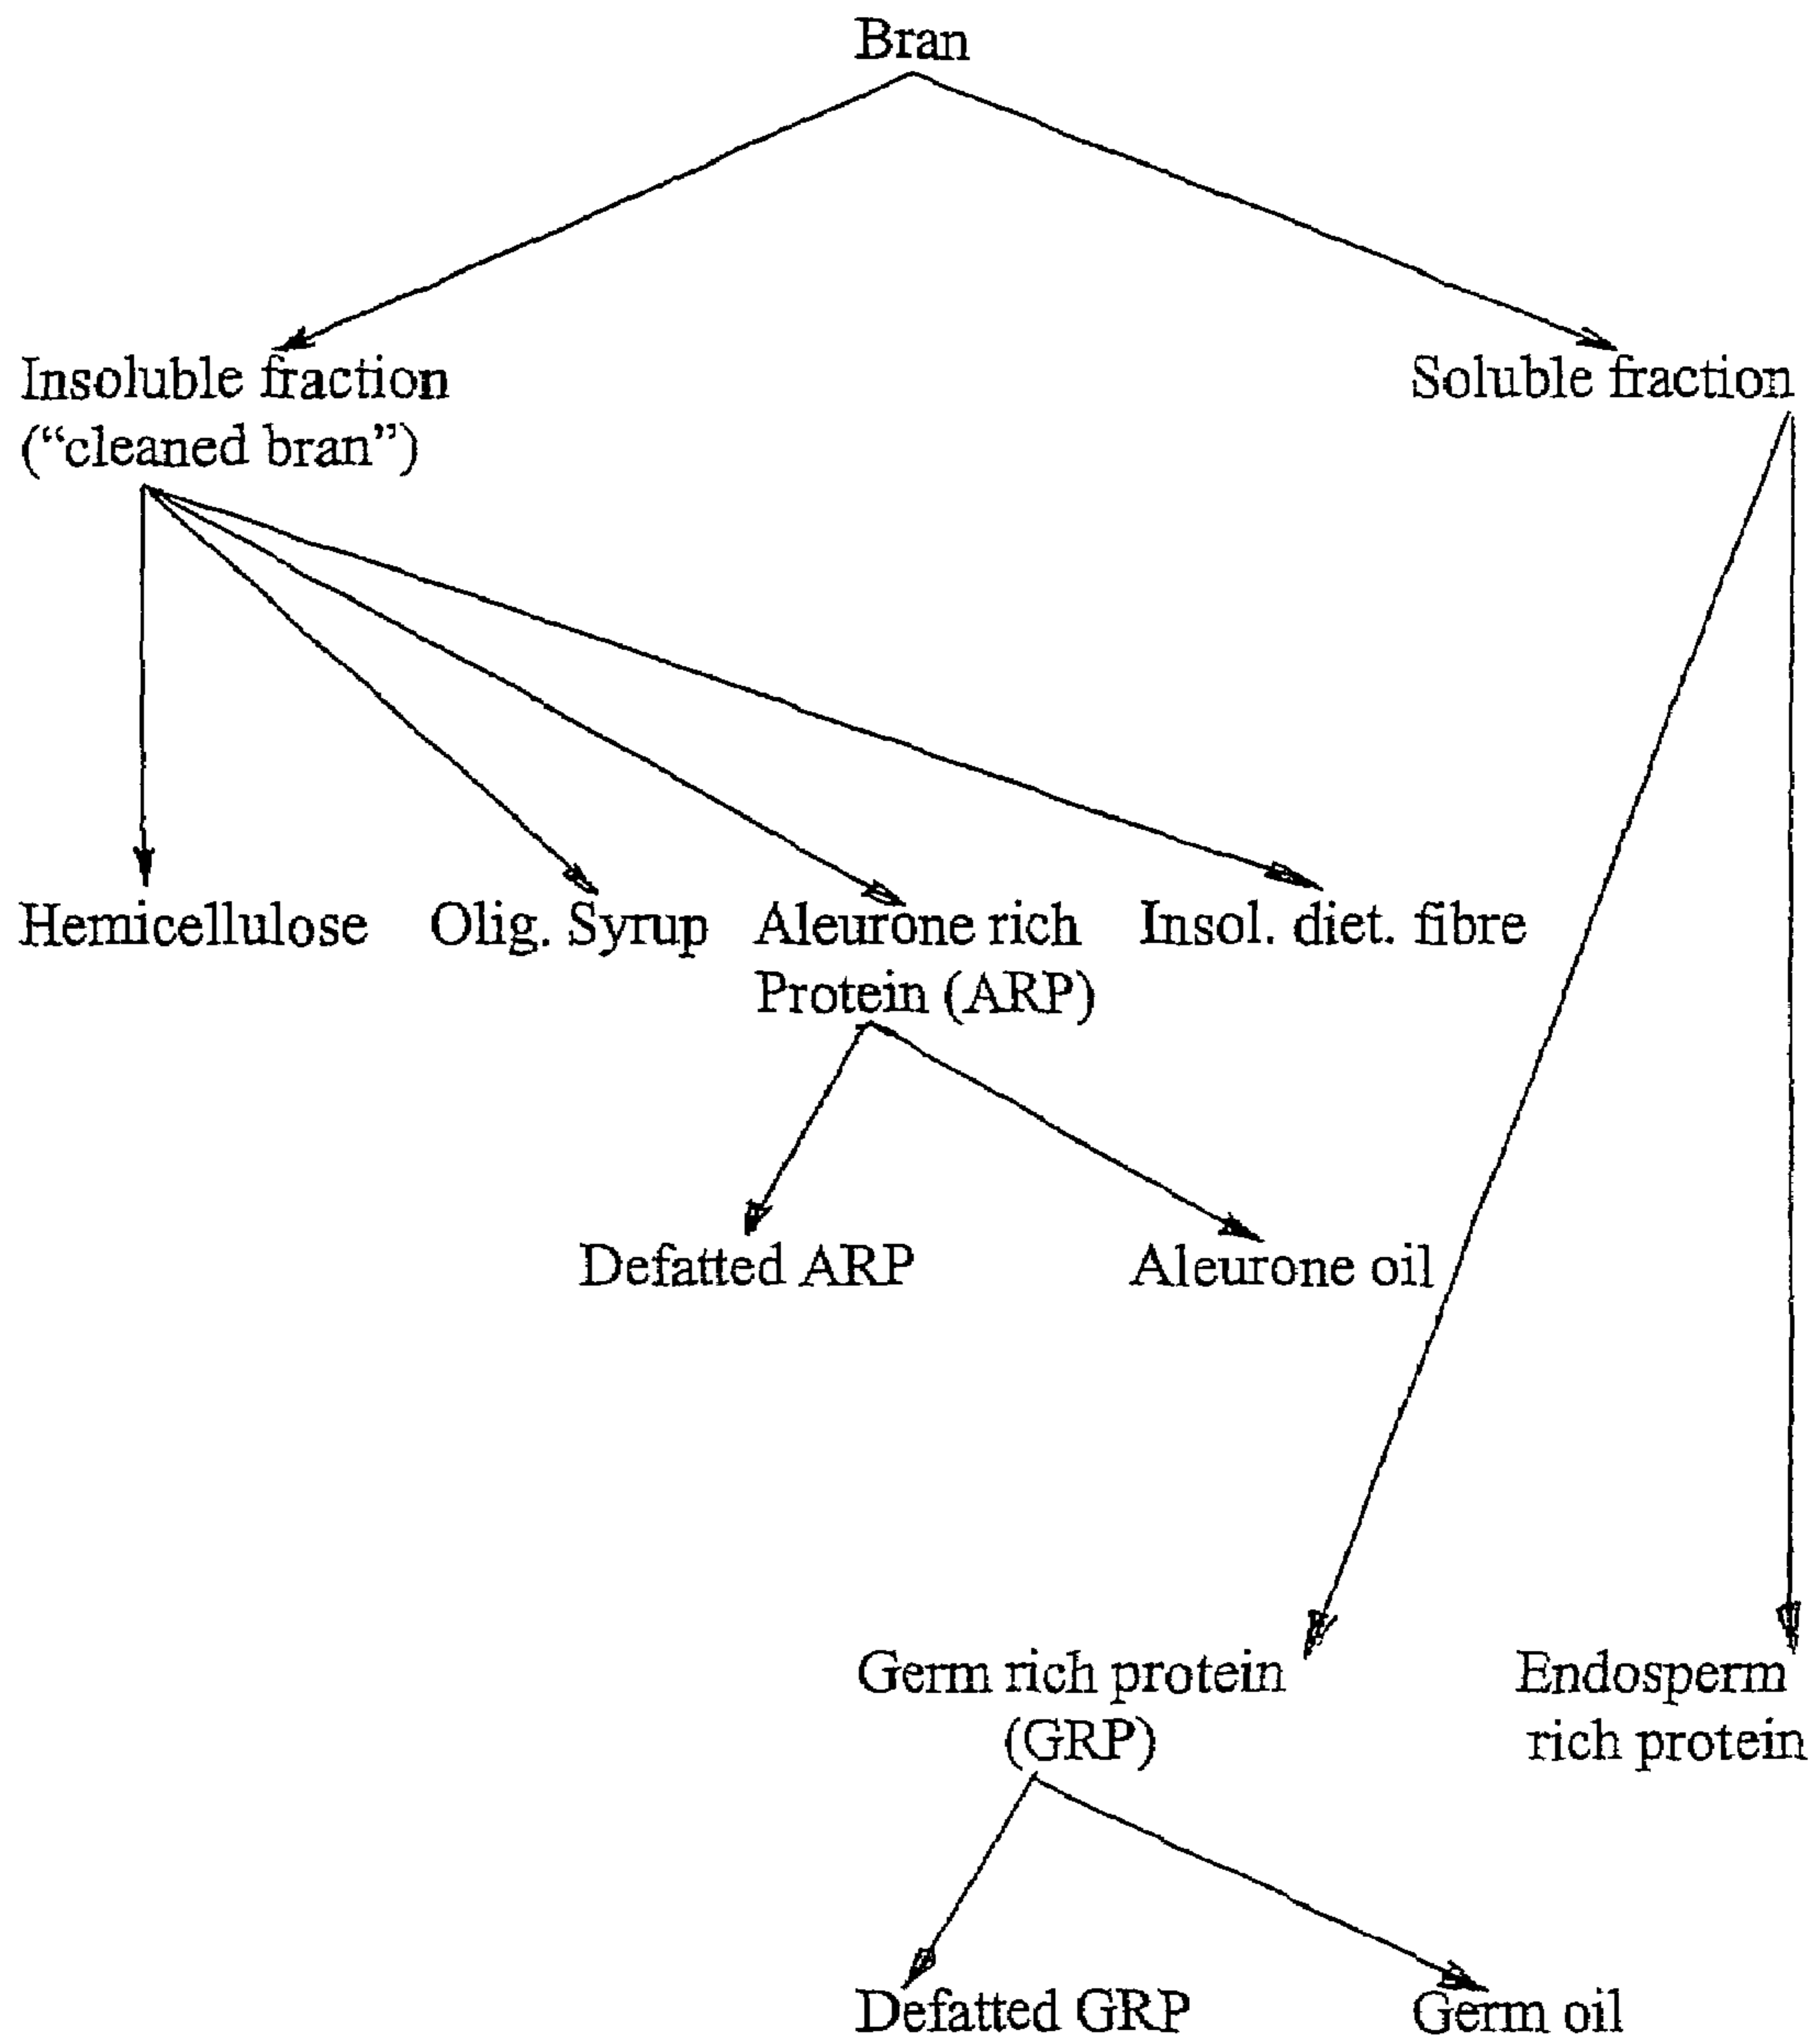 Bran
Insoluble fraction
("cleaned bran")
Soluble fraction
Hemicellulose
Olig. Syrup
Aleurone rich
Protein (ARP)
Insol. diet. fibre
Defatted ARP
Aleurone oil
Germ rich protein
(GRP)
Endosperm
rich protein
Defatted GRP
Germ oil